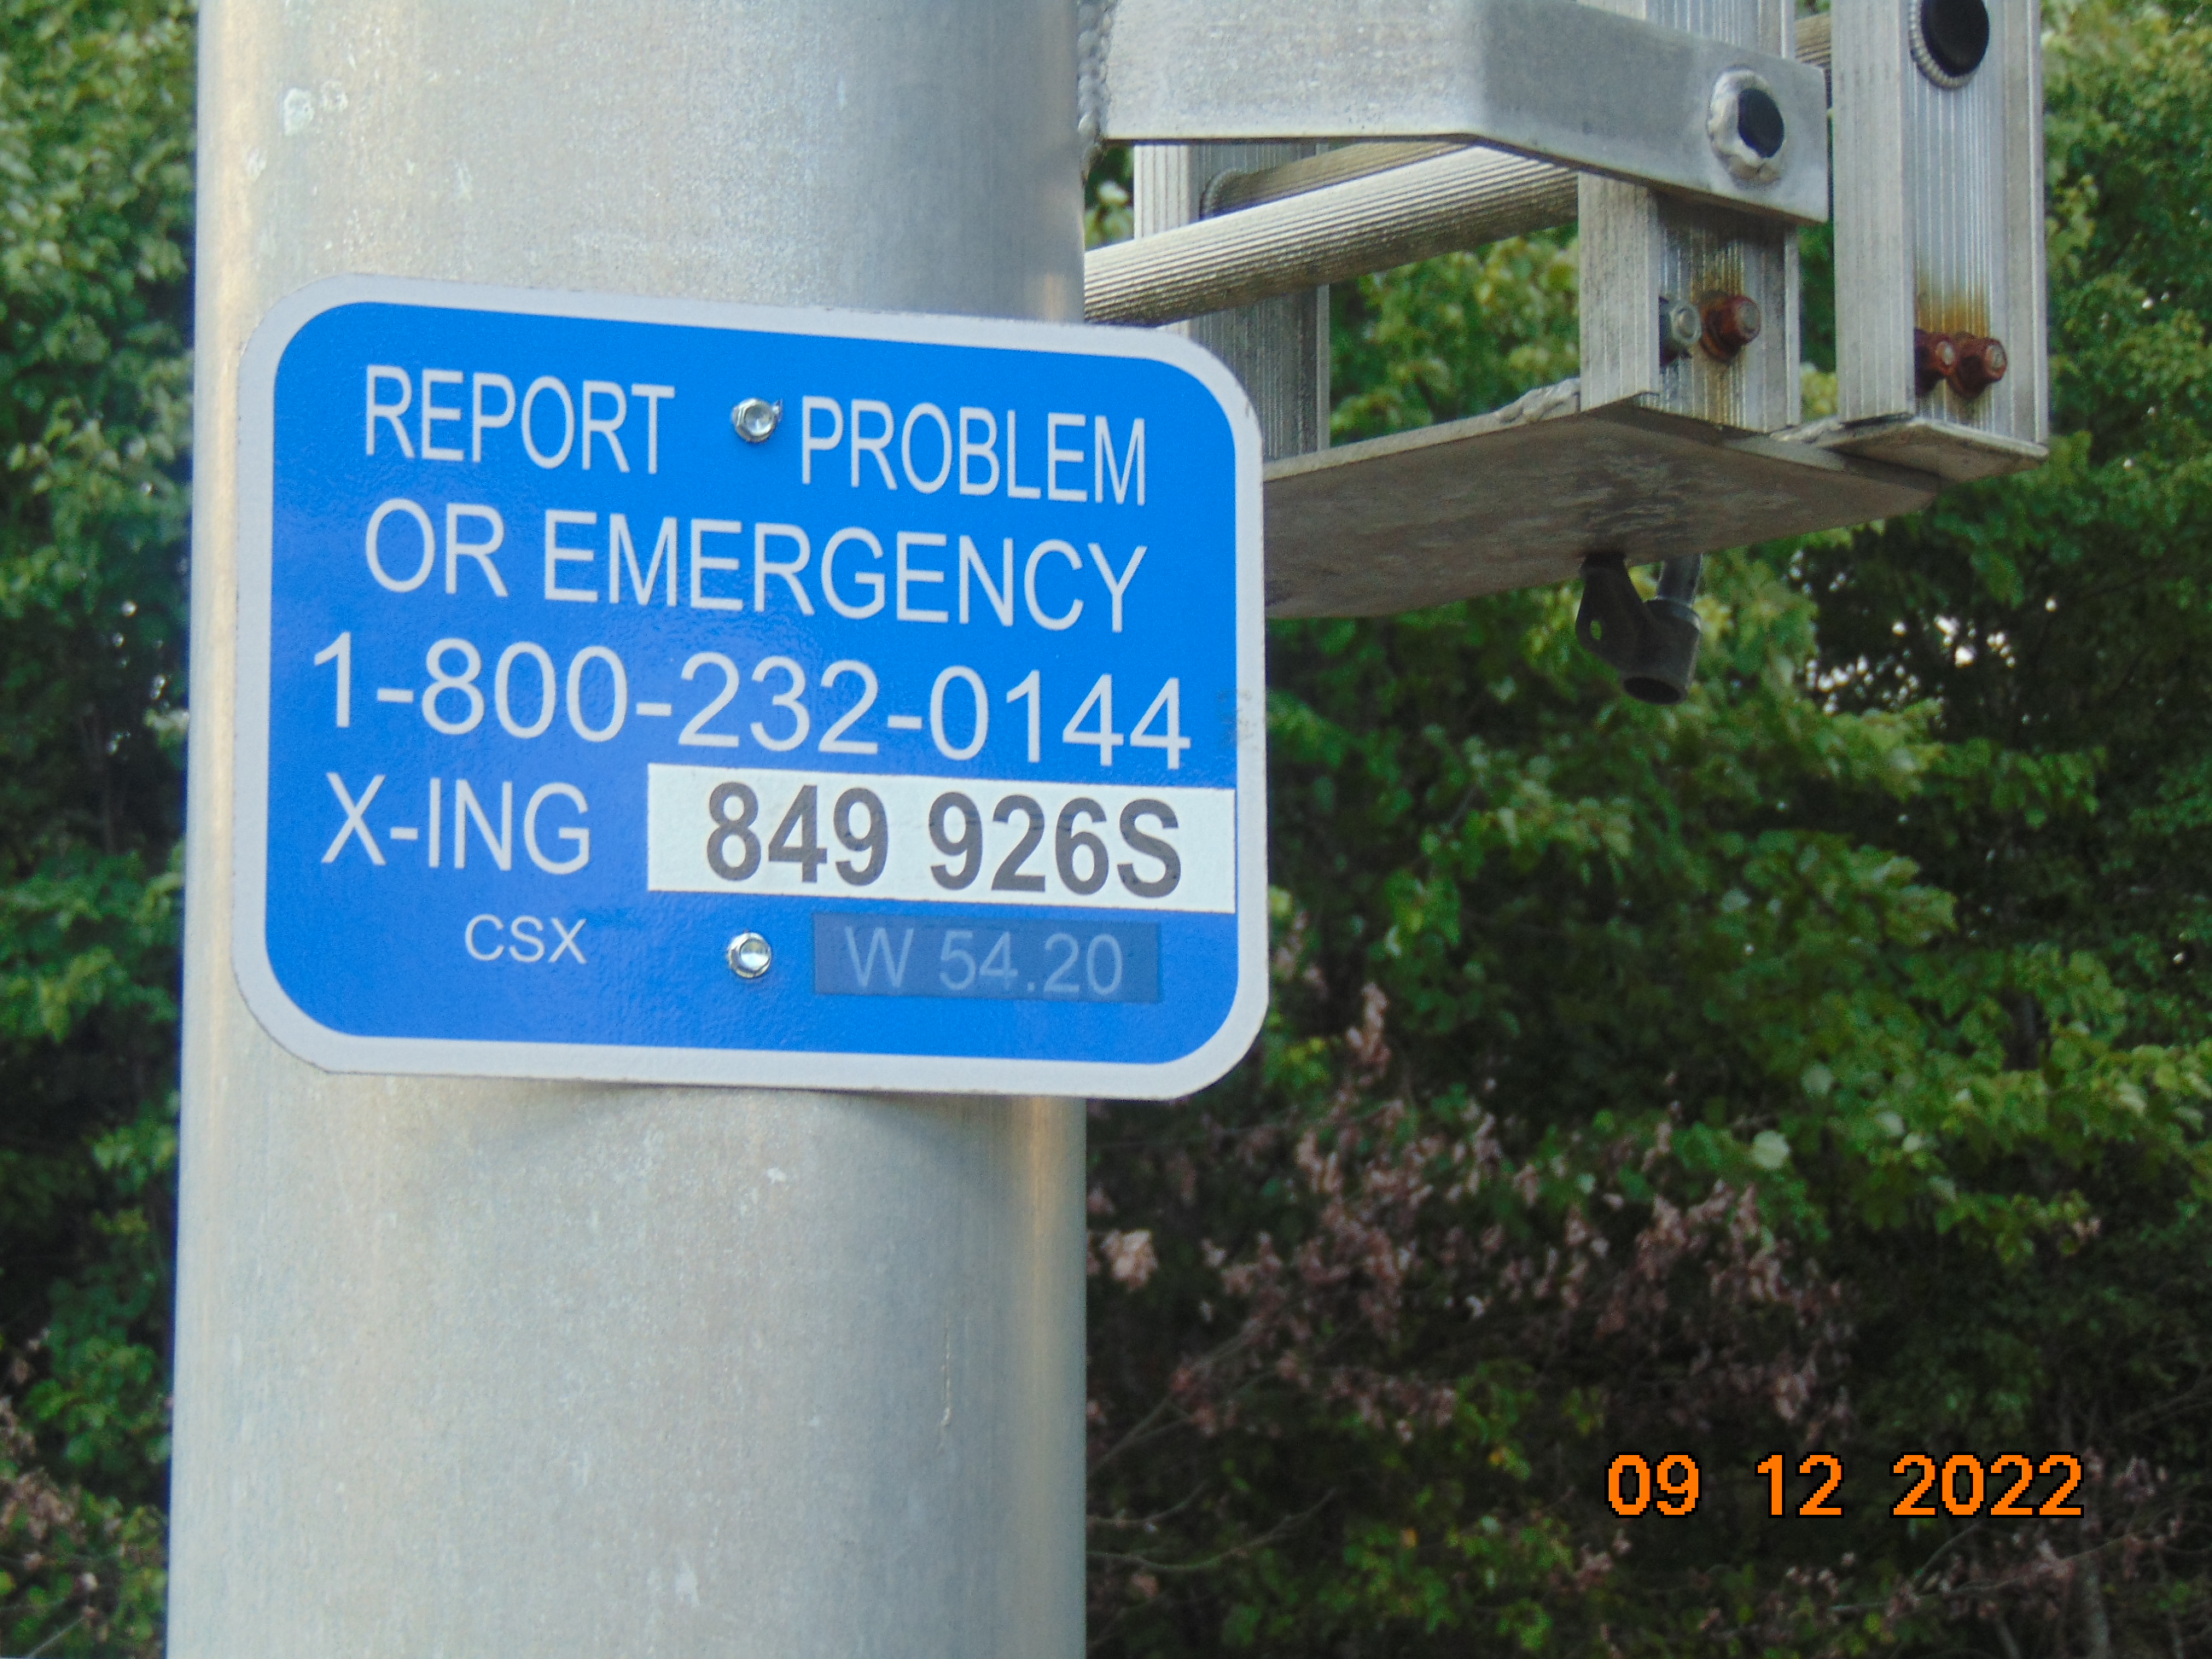 REPORT PROBLEM
OR EMERGENCY
1-800-232-0144
X-ING 849 926S
CSX W 54.20
09 12 2022